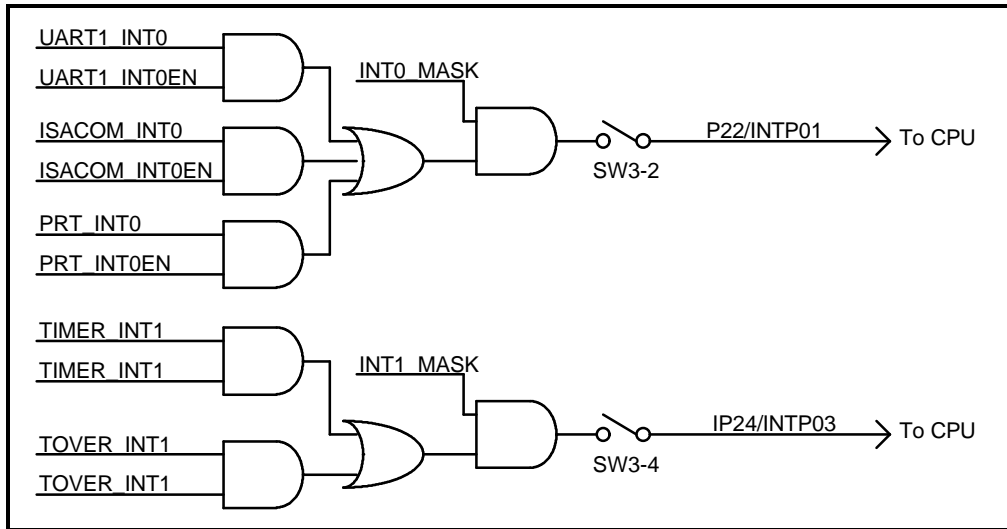 UART1_INT0
UART1_INT0EN
INT0_MASK
ISACOM_INT0
ISACOM_INT0EN
P22/INTP01
To CPU
SW3-2
PRT_INT0
PRT_INT0EN
TIMER_INT1
TIMER_INT1
INT1_MASK
TOVER_INT1
TOVER_INT1
IP24/INTP03
To CPU
SW3-4